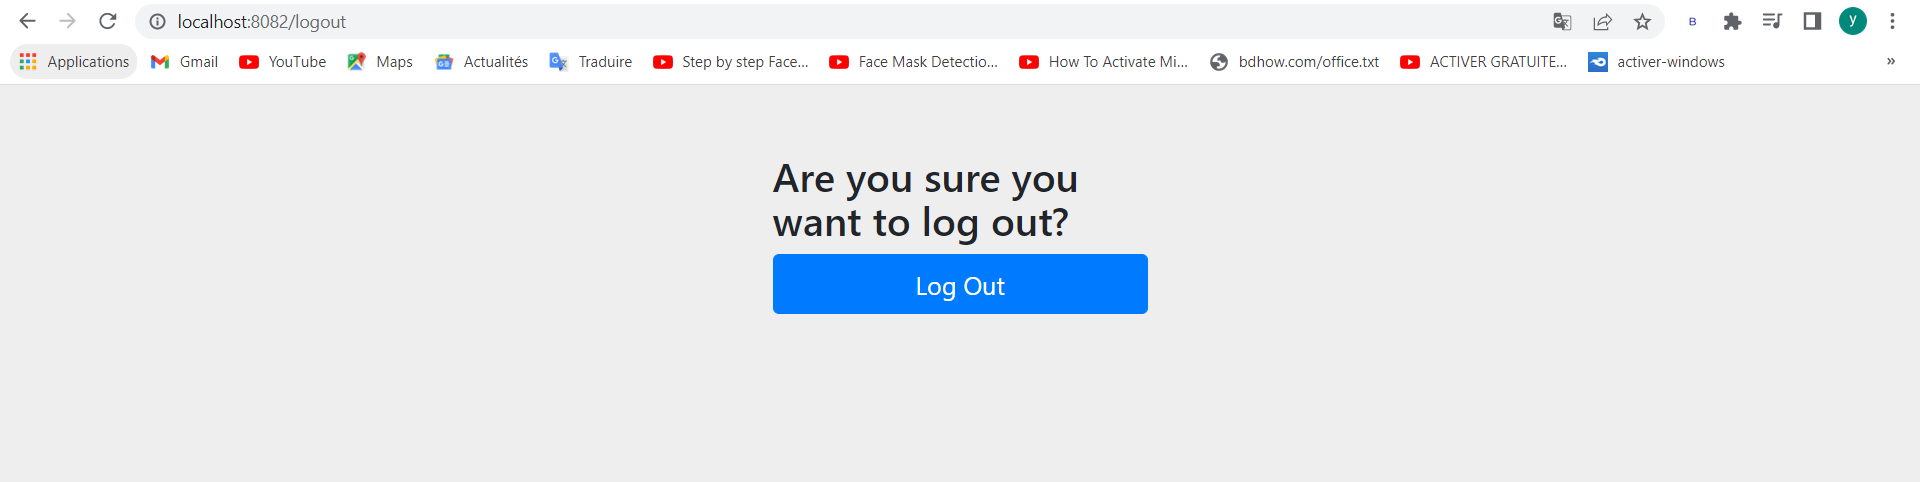 localhost:8082/logout
B
y
Applications Gmail YouTube Maps Actualités Traduire Step by step Face... Face Mask Detectio... How To Activate Mi... bdhow.com/office.txt ACTIVER GRATUITE... activer-windows »
Are you sure you
want to log out?
Log Out